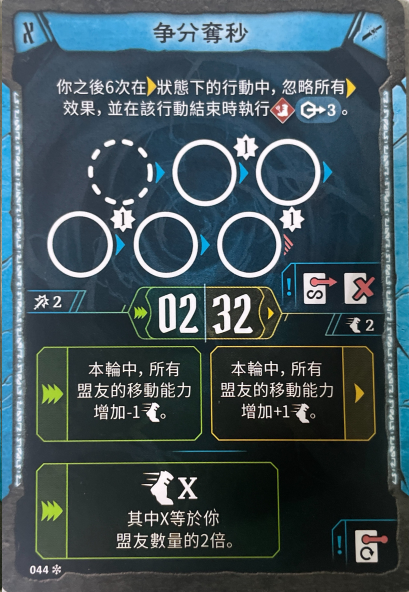 争分奪秒
你之後6次在狀態下的行動中，忽略所有
效果，並在該行動結束時執行 3。
1
1 1
2 02 32 2
本輪中，所有
盟友的移動能力
增加-1。
本輪中，所有
盟友的移動能力
增加+1。
X
其中X等於你
盟友數量的2倍。
044